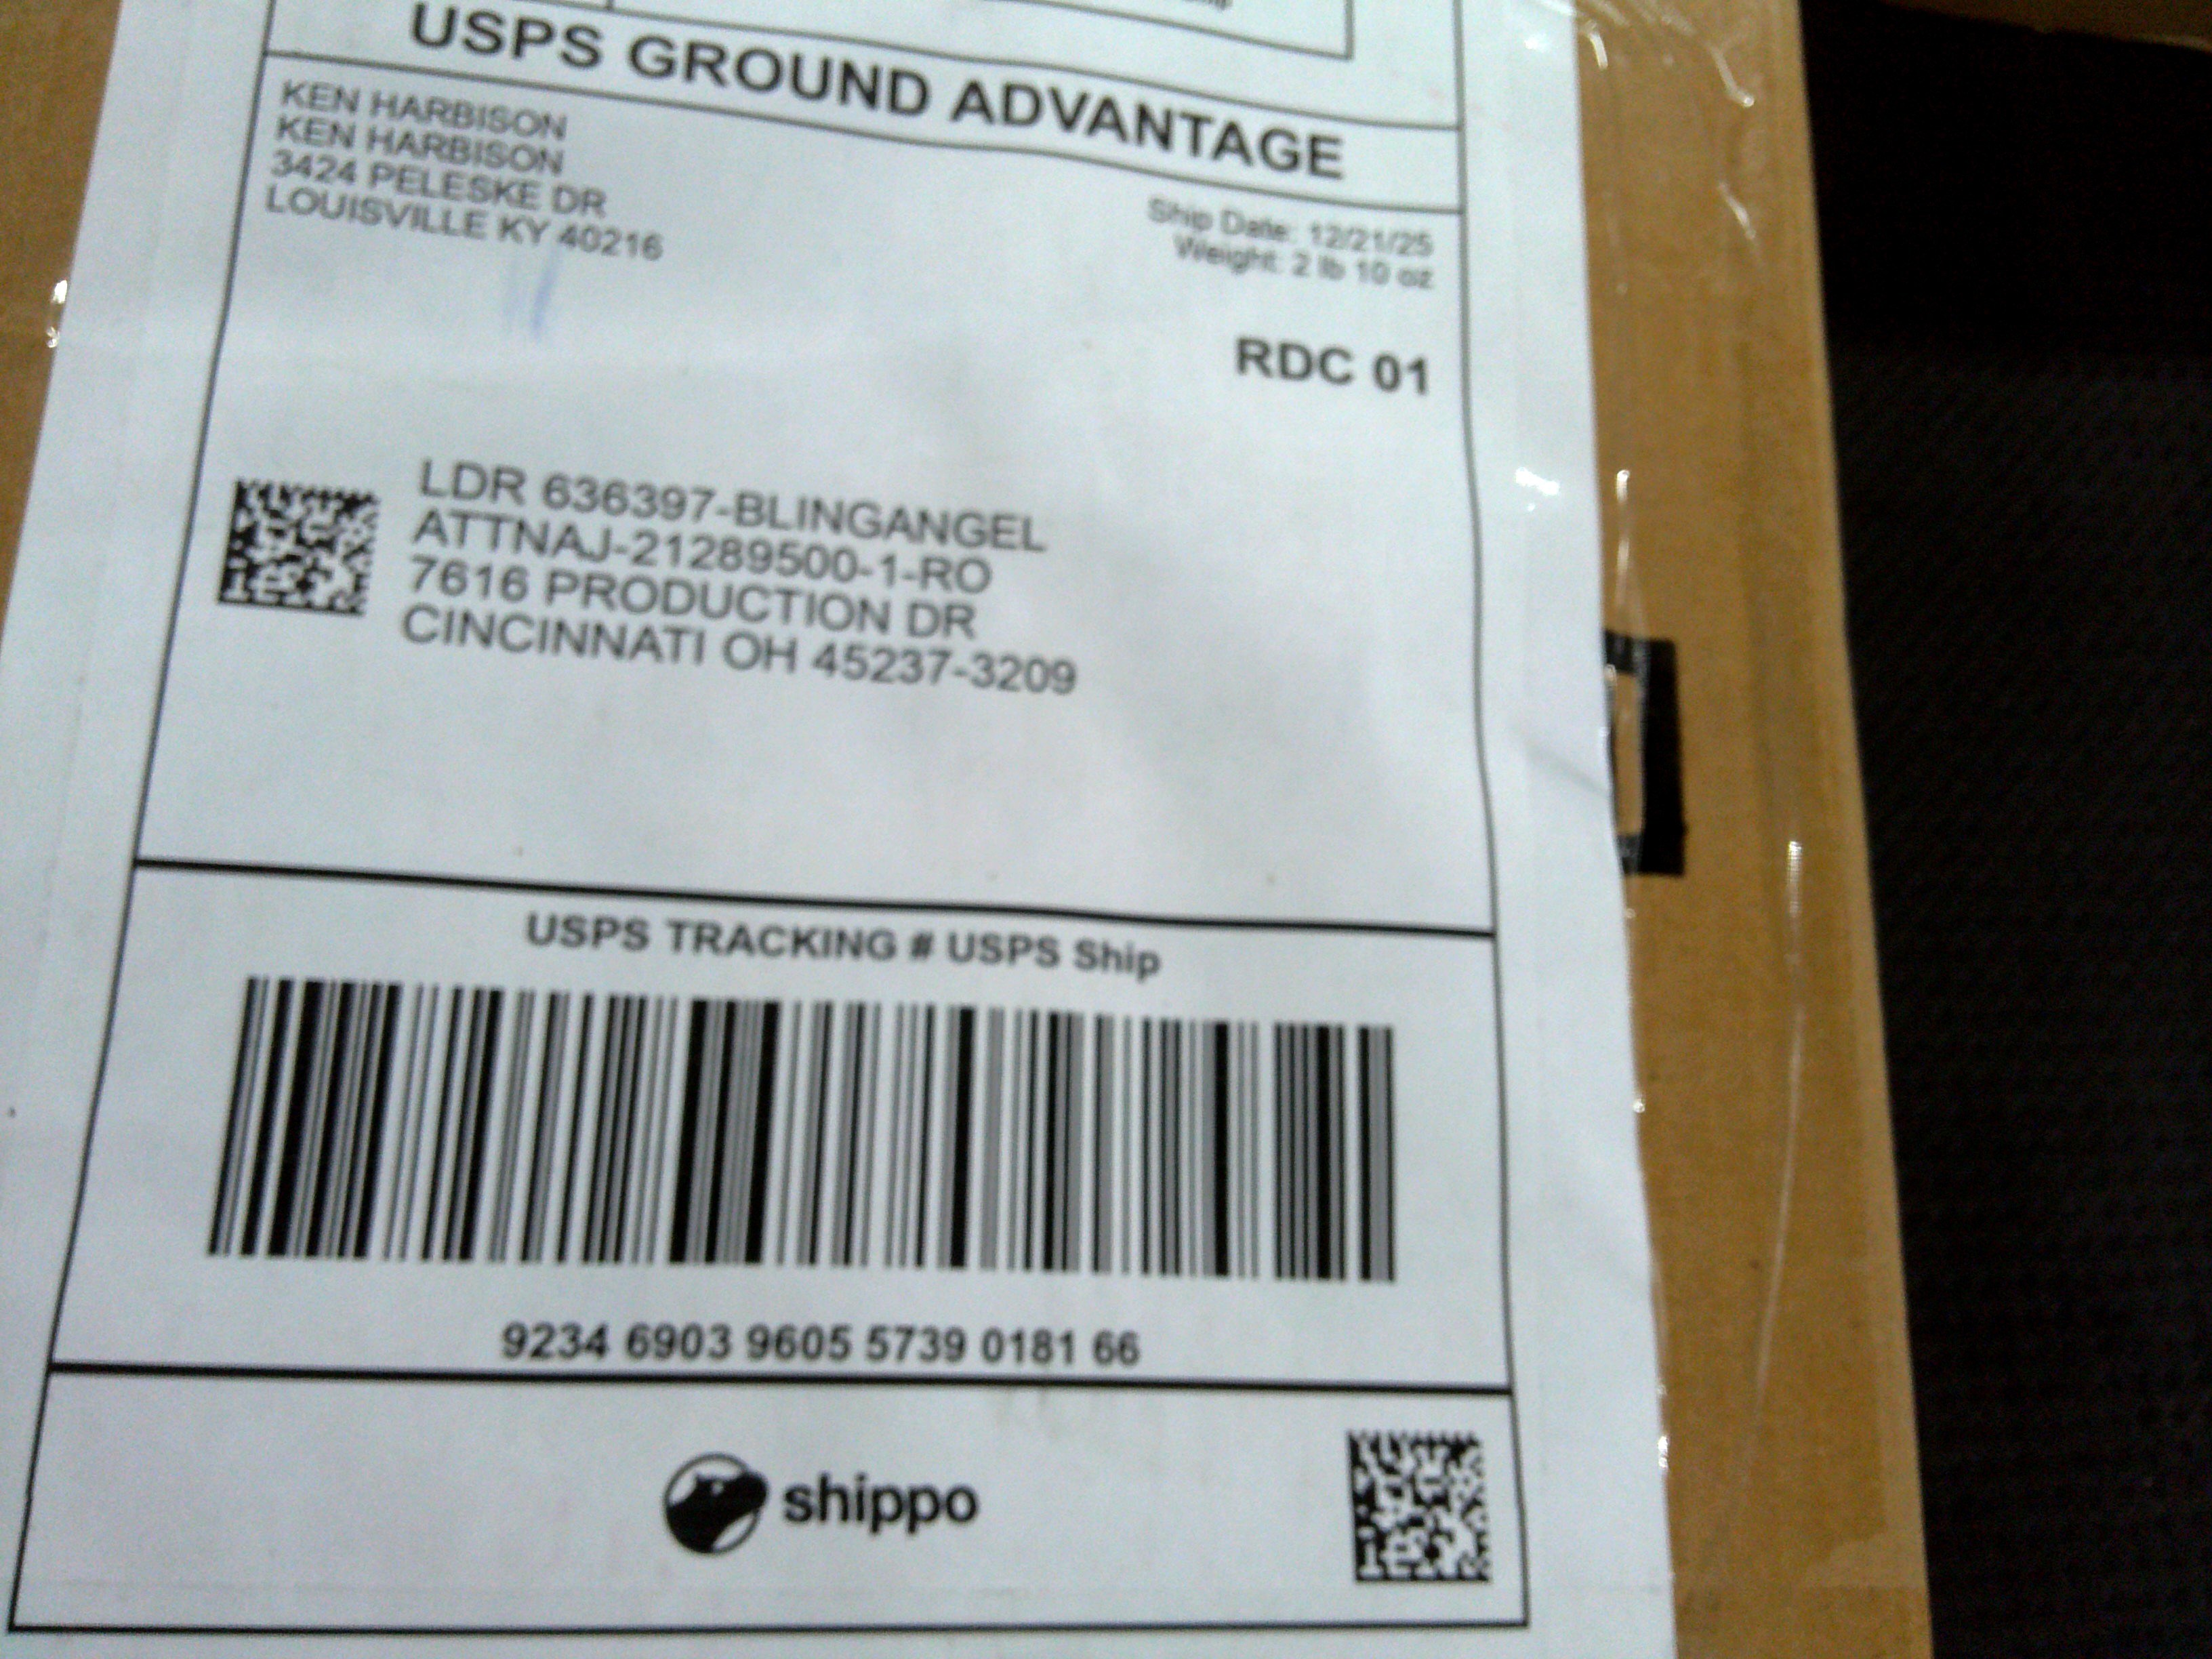 USPS GROUND ADVANTAGE
KEN HARBISON
KEN HARBISON
3424 PELESKE DR
LOUISVILLE KY 40216
Ship Date: 12/21/25
Weight: 2 lb 10 oz
RDC 01
LDR 636397-BLINGANGEL
ATTNAJ-21289500-1-RO
7616 PRODUCTION DR
CINCINNATI OH 45237-3209
USPS TRACKING # USPS Ship
9234 6903 9605 5739 0181 66
shippo